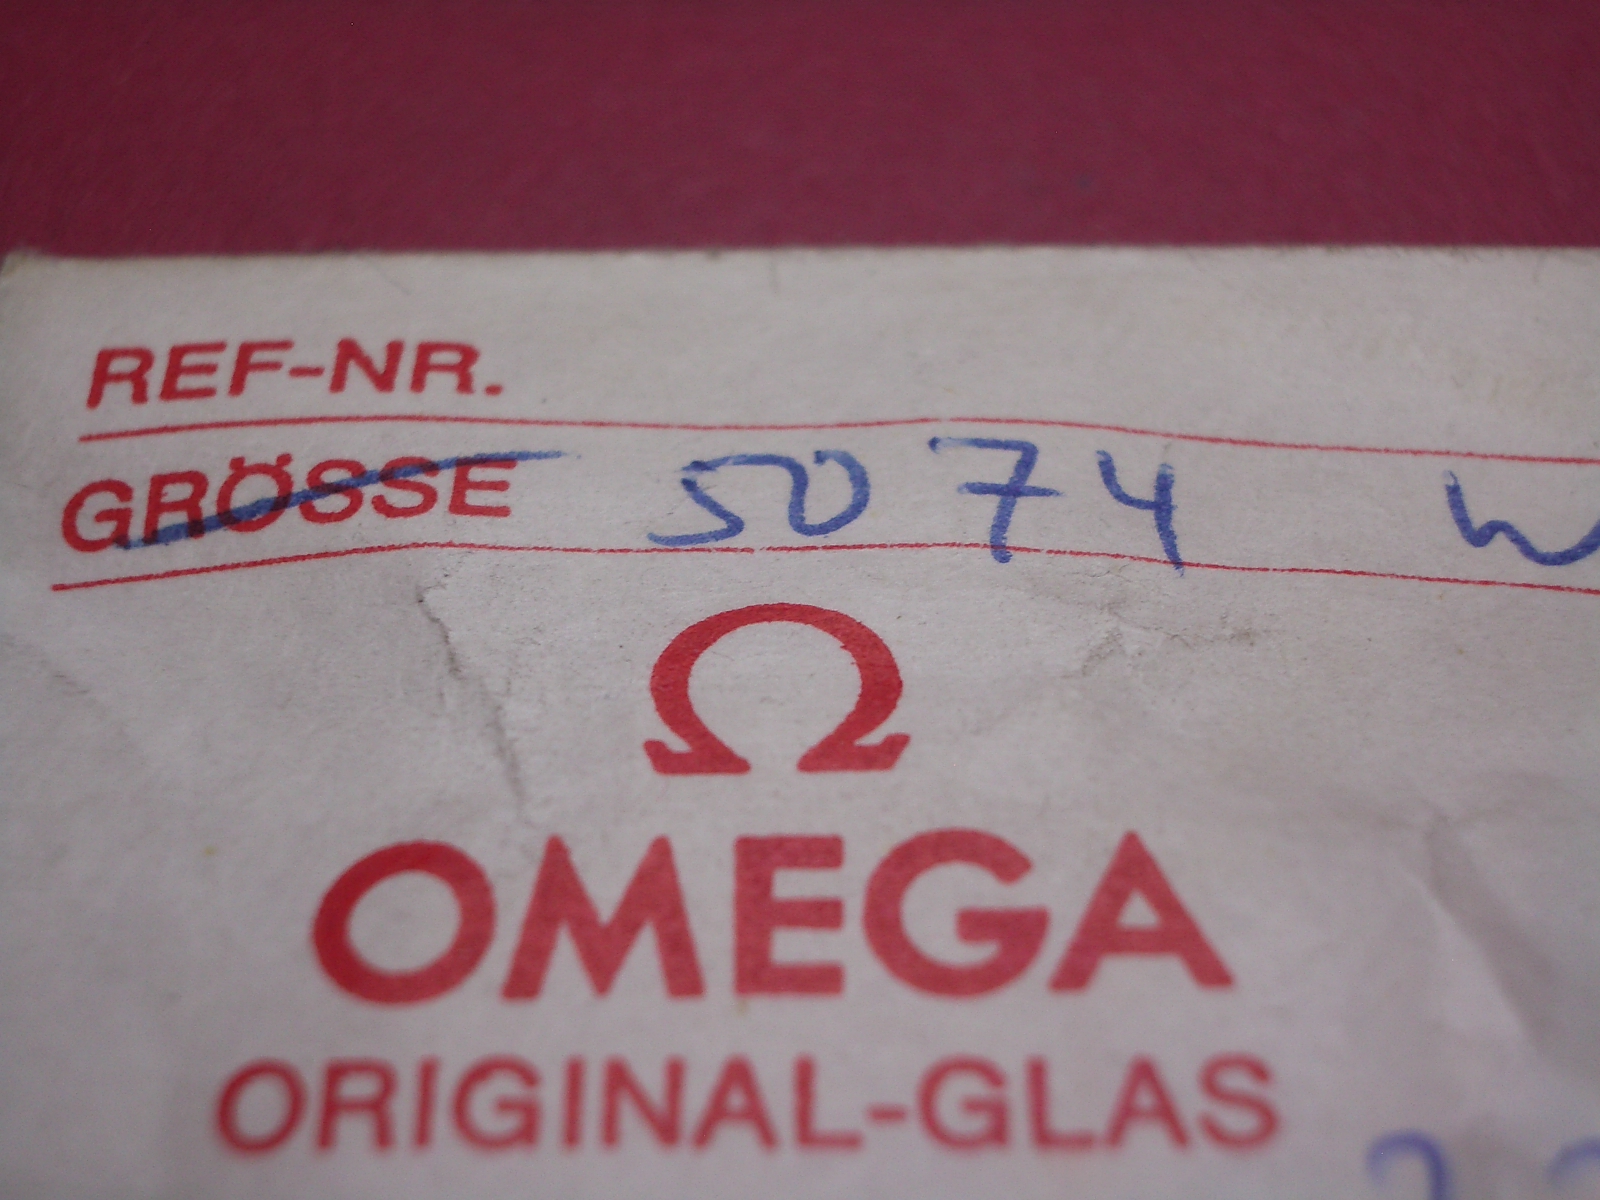 REF-NR.
GRÖSSE 5074 W
Ω
OMEGA
ORIGINAL-GLAS